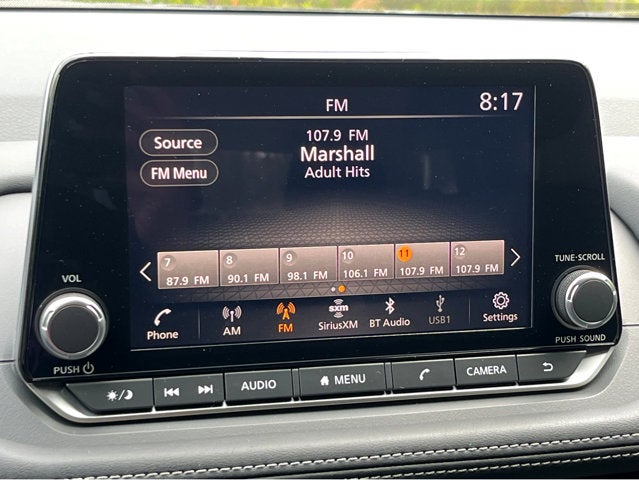 FM
8:17
Source
FM Menu
107.9 FM
Marshall
Adult Hits
7
87.9 FM
8
90.1 FM
9
98.1 FM
10
106.1 FM
11
107.9 FM
12
107.9 FM
Phone
AM
FM
sxm
SiriusXM
BT Audio
USB1
Settings
VOL
PUSH
TUNE·SCROLL
PUSH SOUND
AUDIO
MENU
CAMERA